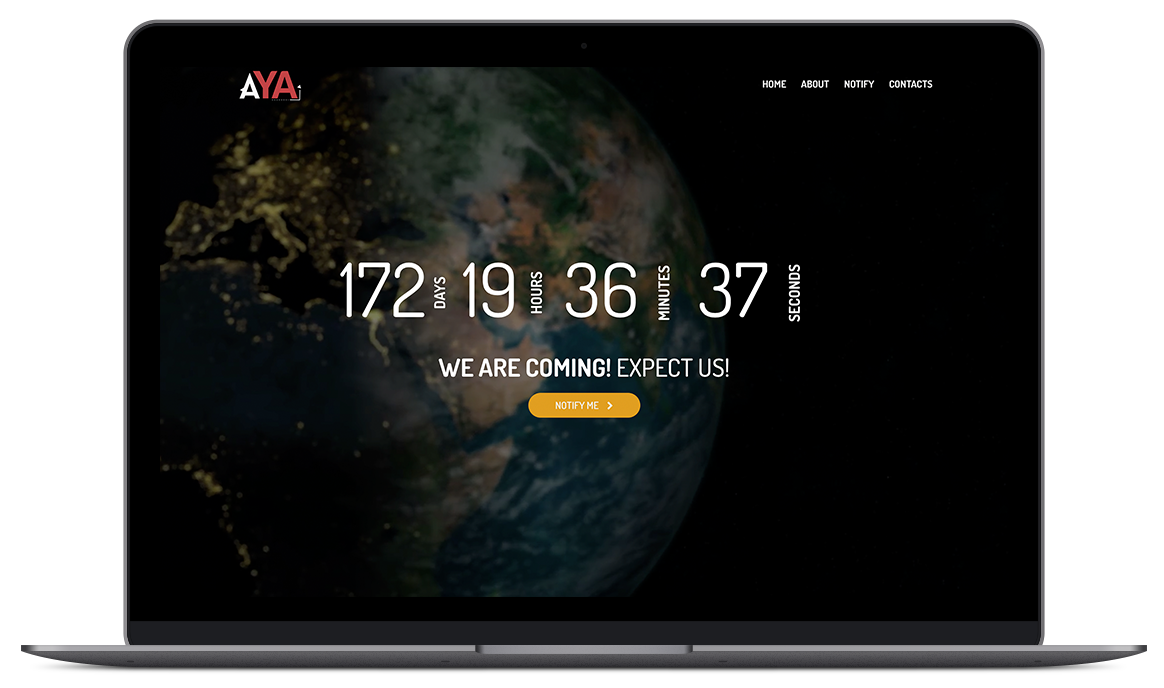 AYA
HOME ABOUT NOTIFY CONTACTS
172 DAYS 19 HOURS 36 MINUTES 37 SECONDS
WE ARE COMING! EXPECT US!
NOTIFY ME